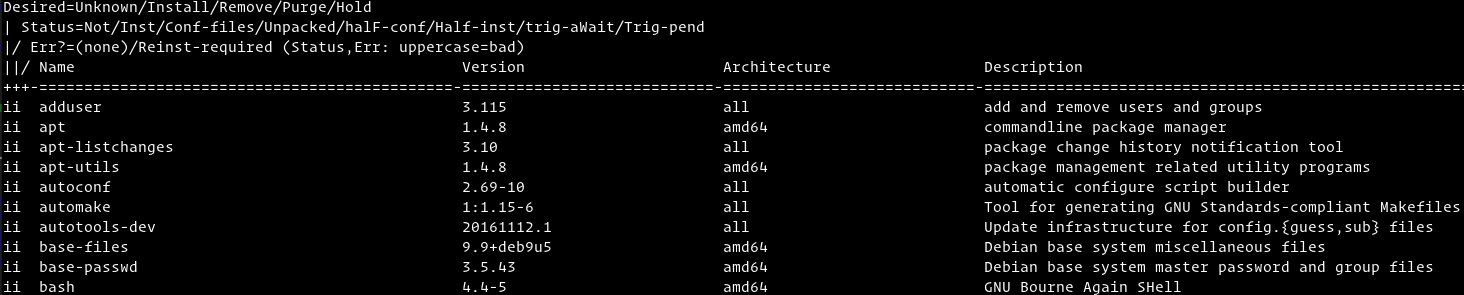 Desired=Unknown/Install/Remove/Purge/Hold
| Status=Not/Inst/Conf-files/Unpacked/halF-conf/Half-inst/trig-aWait/Trig-pend
|/ Err?=(none)/Reinst-required (Status,Err: uppercase=bad)
||/ Name Version Architecture Description
+++-==============================================-============================-============================-=====================================================
ii adduser 3.115 all add and remove users and groups
ii apt 1.4.8 amd64 commandline package manager
ii apt-listchanges 3.10 all package change history notification tool
ii apt-utils 1.4.8 amd64 package management related utility programs
ii autoconf 2.69-10 all automatic configure script builder
ii automake 1:1.15-6 all Tool for generating GNU Standards-compliant Makefiles
ii autotools-dev 20161112.1 all Update infrastructure for config.{guess,sub} files
ii base-files 9.9+deb9u5 amd64 Debian base system miscellaneous files
ii base-passwd 3.5.43 amd64 Debian base system master password and group files
ii bash 4.4-5 amd64 GNU Bourne Again SHell